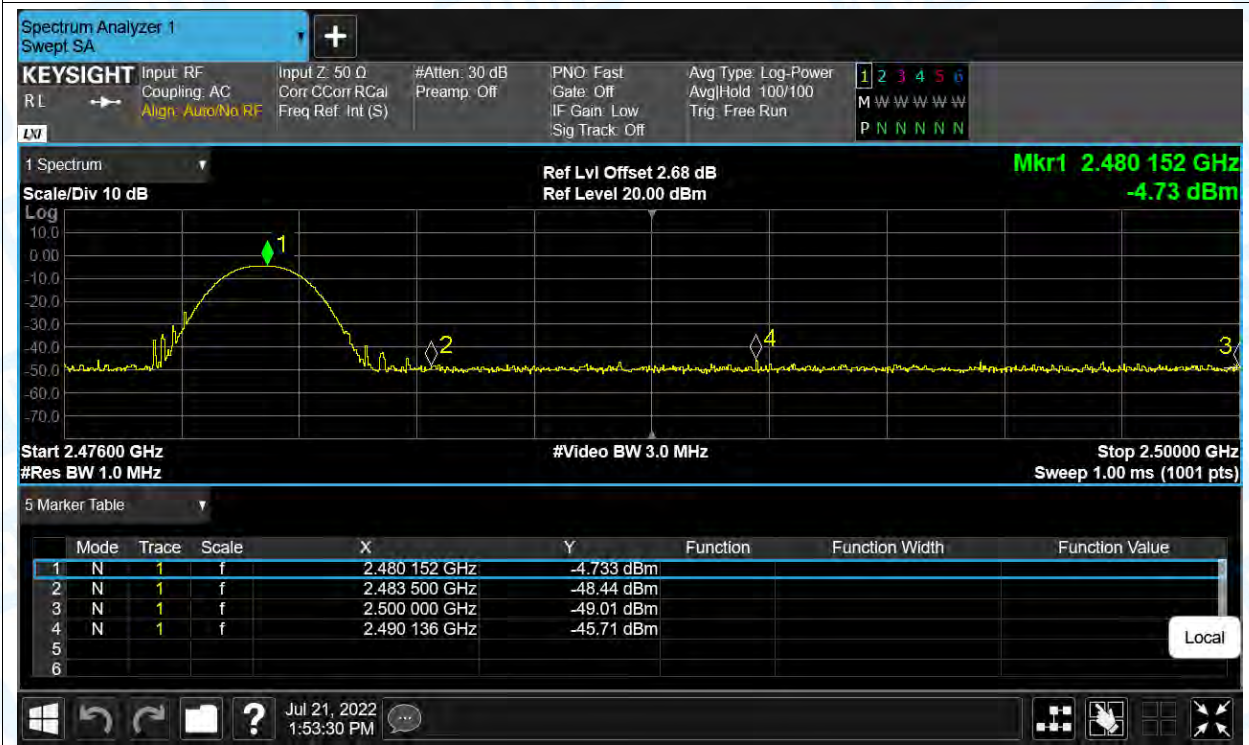 Spectrum Analyzer 1
Swept SA
+
KEYSIGHT Input: RF Input Z: 50 Ω #Atten: 30 dB PNO: Fast Avg Type: Log-Power 1 2 3 4 5 6
RL Coupling: AC Corr CCorr RCal Preamp: Off Gate: Off Avg|Hold: 100/100 M W W W W W
Align: Auto/No RF Freq Ref: Int (S) IF Gain: Low Trig: Free Run
LXI Sig Track: Off P N N N N N
1 Spectrum Ref Lvl Offset 2.68 dB Mkr1 2.480 152 GHz
Scale/Div 10 dB Ref Level 20.00 dBm -4.73 dBm
Log
10.0
0.00
-10.0
-20.0
-30.0
-40.0
-50.0
-60.0
-70.0
1
2
4
3
Start 2.47600 GHz #Video BW 3.0 MHz Stop 2.50000 GHz
#Res BW 1.0 MHz Sweep 1.00 ms (1001 pts)
5 Marker Table
Mode Trace Scale X Y Function Function Width Function Value
1 N 1 f 2.480 152 GHz -4.733 dBm
2 N 1 f 2.483 500 GHz -48.44 dBm
3 N 1 f 2.500 000 GHz -49.01 dBm
4 N 1 f 2.490 136 GHz -45.71 dBm
5
6
Local
? Jul 21, 2022
1:53:30 PM